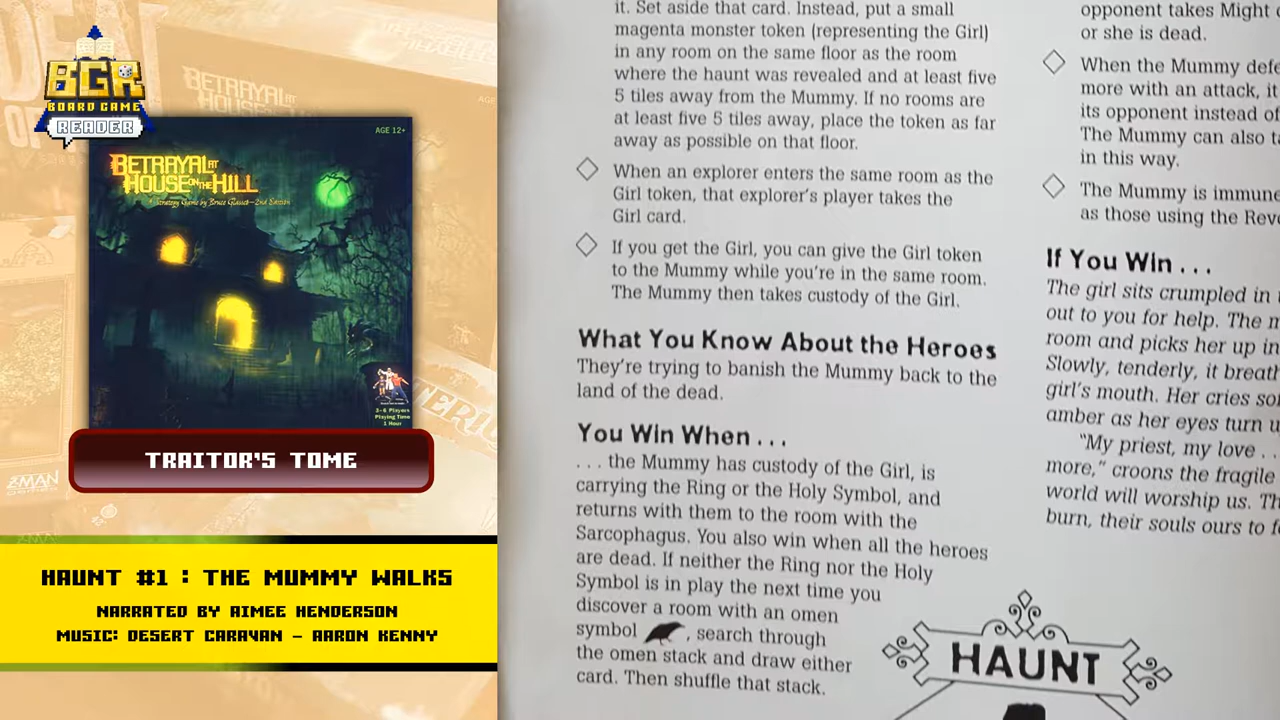 BGR
BOARD GAME
READER
AGE 12+
BETRAYAL AT
HOUSE ON THE HILL
A Strategy Game by Bruce Glassco—2nd Edition
3-6 Players
Playing Time
1 Hour
TRAITOR'S TOME
Z-MAN
HAUNT #1 : THE MUMMY WALKS
NARRATED BY AIMEE HENDERSON
MUSIC: DESERT CARAVAN - AARON KENNY
it. Set aside that card. Instead, put a small
magenta monster token (representing the Girl)
in any room on the same floor as the room
where the haunt was revealed and at least five
5 tiles away from the Mummy. If no rooms are
at least five 5 tiles away, place the token as far
away as possible on that floor.
When an explorer enters the same room as the
Girl token, that explorer's player takes the
Girl card.
If you get the Girl, you can give the Girl token
to the Mummy while you're in the same room.
The Mummy then takes custody of the Girl.
What You Know About the Heroes
They're trying to banish the Mummy back to the
land of the dead.
You Win When . . .
. . . the Mummy has custody of the Girl, is
carrying the Ring or the Holy Symbol, and
returns with them to the room with the
Sarcophagus. You also win when all the heroes
are dead. If neither the Ring nor the Holy
Symbol is in play the next time you
discover a room with an omen
symbol , search through
the omen stack and draw either
card. Then shuffle that stack.
opponent takes Might
or she is dead.
When the Mummy
more with an attack, it
its opponent instead of
The Mummy can also
in this way.
The Mummy is
as those using the
If You Win . . .
The girl sits crumpled in
out to you for help. The
room and picks her up in
Slowly, tenderly, it
girl's mouth. Her cries
amber as her eyes turn
"My priest, my love . .
more," croons the fragile
world will worship us.
burn, their souls ours to
HAUNT